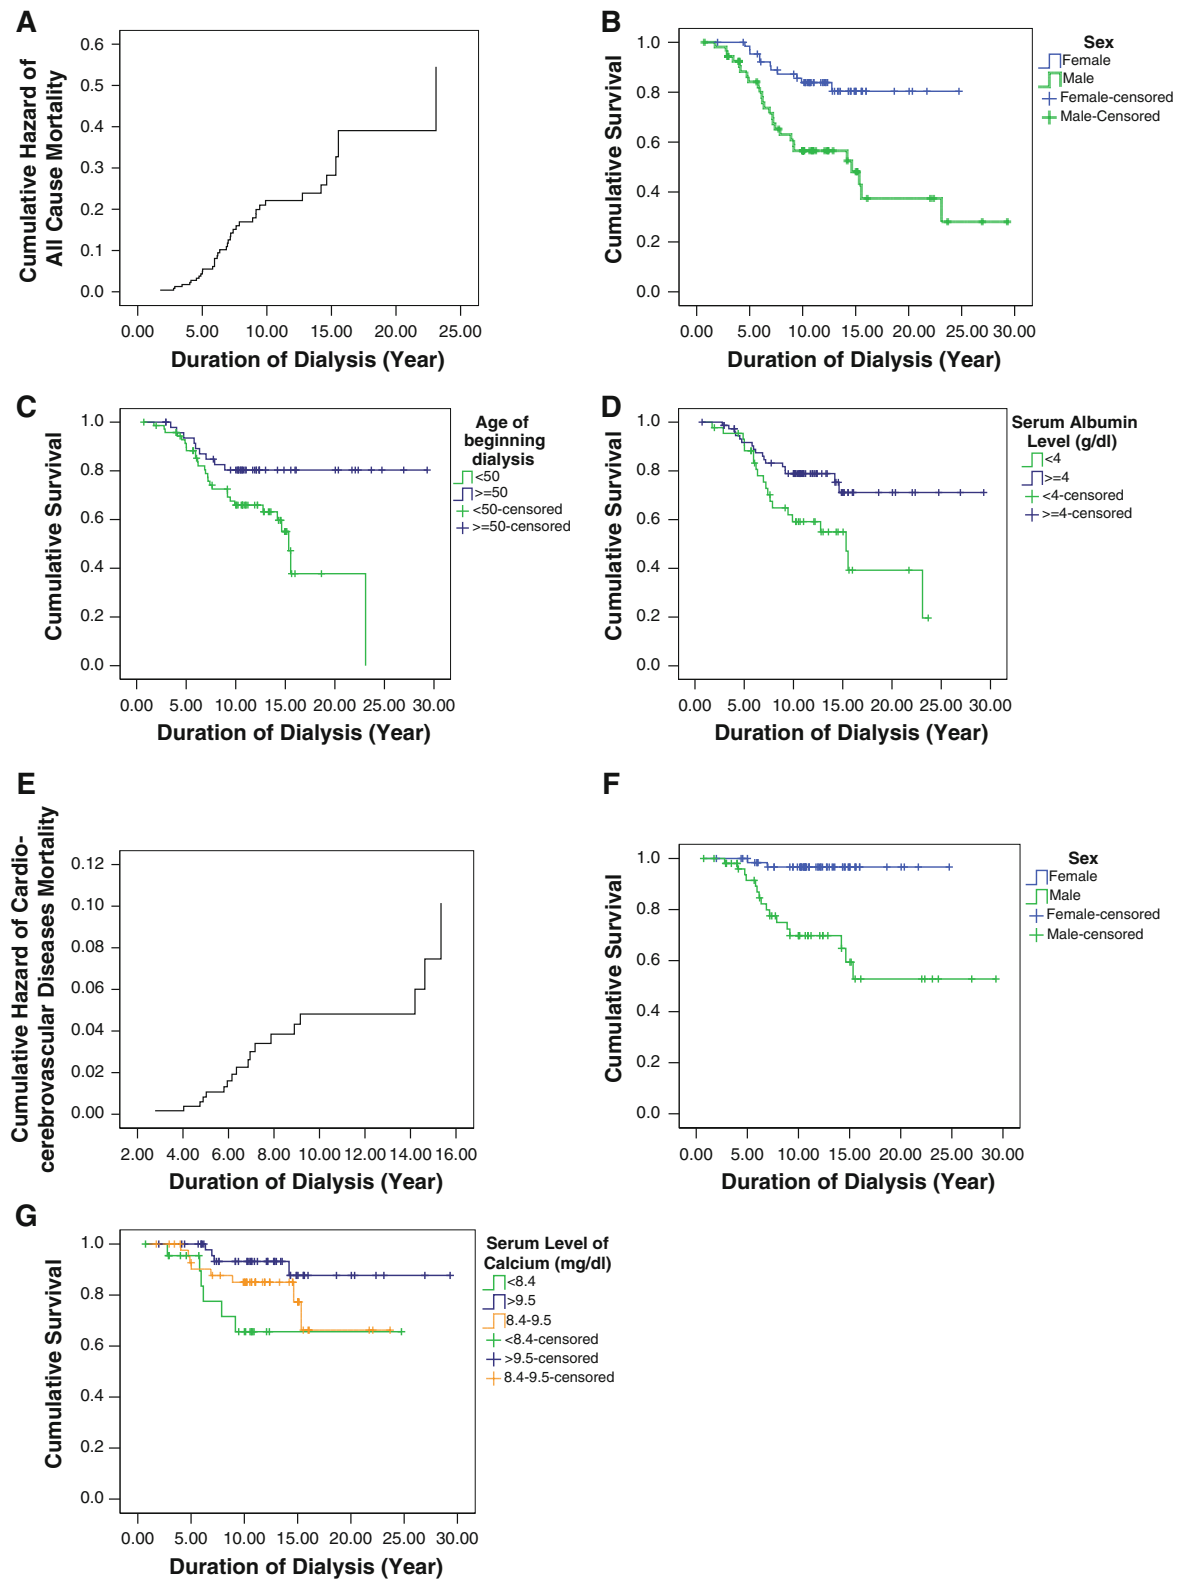 A
Cumulative Hazard of
All Cause Mortality
0.6
0.5
0.4
0.3
0.2
0.1
0.0
0.00 5.00 10.00 15.00 20.00 25.00
Duration of Dialysis (Year)
B
Cumulative Survival
1.0
0.8
0.6
0.4
0.2
0.0
0.00 5.00 10.00 15.00 20.00 25.00 30.00
Duration of Dialysis (Year)
Sex
Female
Male
Female-censored
Male-Censored
C
Cumulative Survival
1.0
0.8
0.6
0.4
0.2
0.0
0.00 5.00 10.00 15.00 20.00 25.00 30.00
Duration of Dialysis (Year)
Age of
beginning
dialysis
<50
>=50
<50-censored
>=50-censored
D
Cumulative Survival
1.0
0.8
0.6
0.4
0.2
0.0
0.00 5.00 10.00 15.00 20.00 25.00 30.00
Duration of Dialysis (Year)
Serum Albumin
Level (g/dl)
<4
>=4
<4-censored
>=4-censored
E
Cumulative Hazard of Cardio-
cerebrovascular Diseases Mortality
0.12
0.10
0.08
0.06
0.04
0.02
0.00
2.00 4.00 6.00 8.00 10.00 12.00 14.00 16.00
Duration of Dialysis (Year)
F
Cumulative Survival
1.0
0.8
0.6
0.4
0.2
0.0
0.00 5.00 10.00 15.00 20.00 25.00 30.00
Duration of Dialysis (Year)
Sex
Female
Male
Female-censored
Male-censored
G
Cumulative Survival
1.0
0.8
0.6
0.4
0.2
0.0
0.00 5.00 10.00 15.00 20.00 25.00 30.00
Duration of Dialysis (Year)
Serum Level of
Calcium (mg/dl)
<8.4
>9.5
8.4-9.5
<8.4-censored
>9.5-censored
8.4-9.5-censored